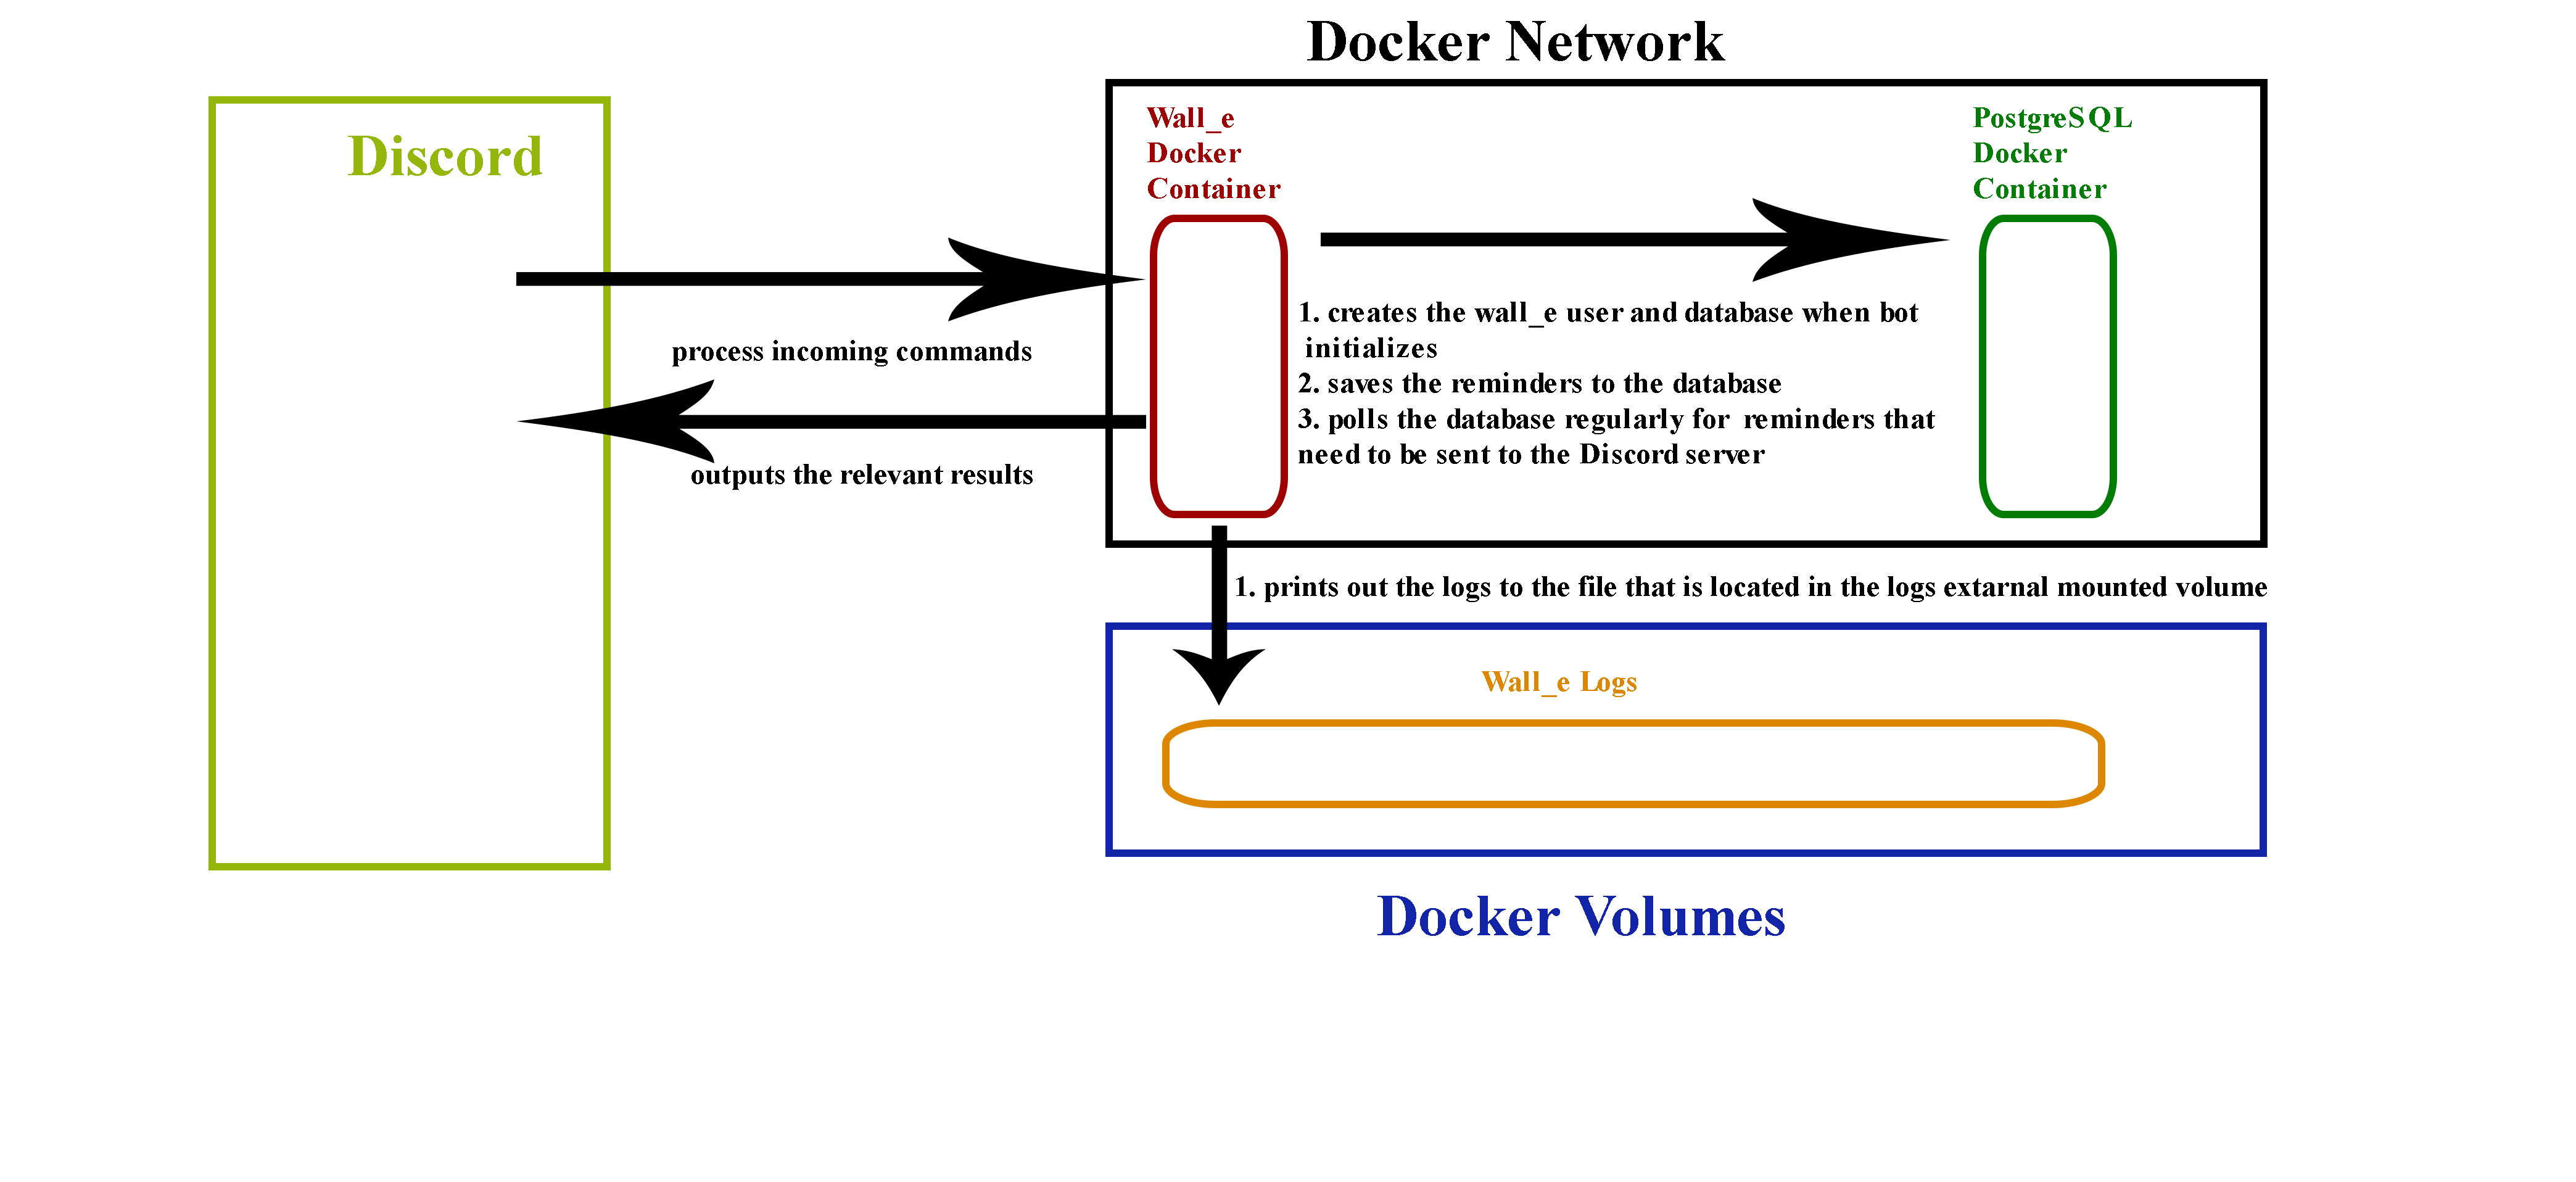 Docker Network
Discord
Wall_e
Docker
Container
PostgreSQL
Docker
Container
process incoming commands
outputs the relevant results
1. creates the wall_e user and database when bot
initializes
2. saves the reminders to the database
3. polls the database regularly for reminders that
need to be sent to the Discord server
1. prints out the logs to the file that is located in the logs extarnal mounted volume
Wall_e Logs
Docker Volumes